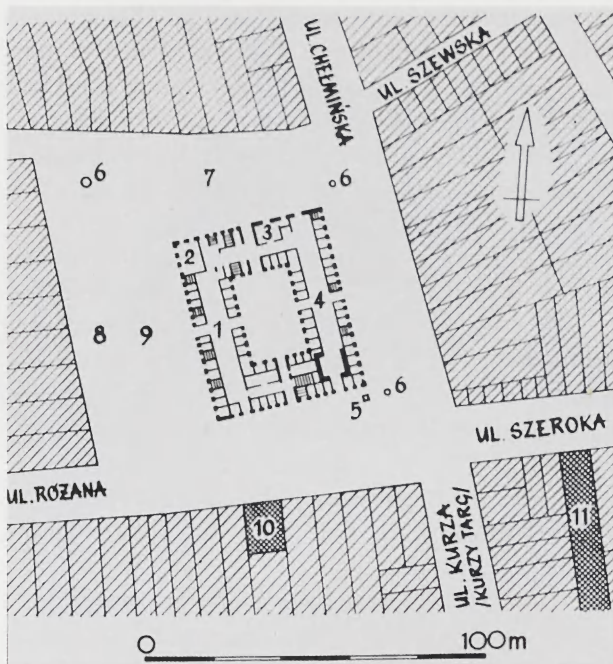 UL. CHEŁMIŃSKA
UL. SZEWSKA
6
7
6
2
3
8
9
1
4
5
6
UL. SZEROKA
UL. RÓŻANA
10
UL. KURZA
/KURZY TARG/
11
0
100m